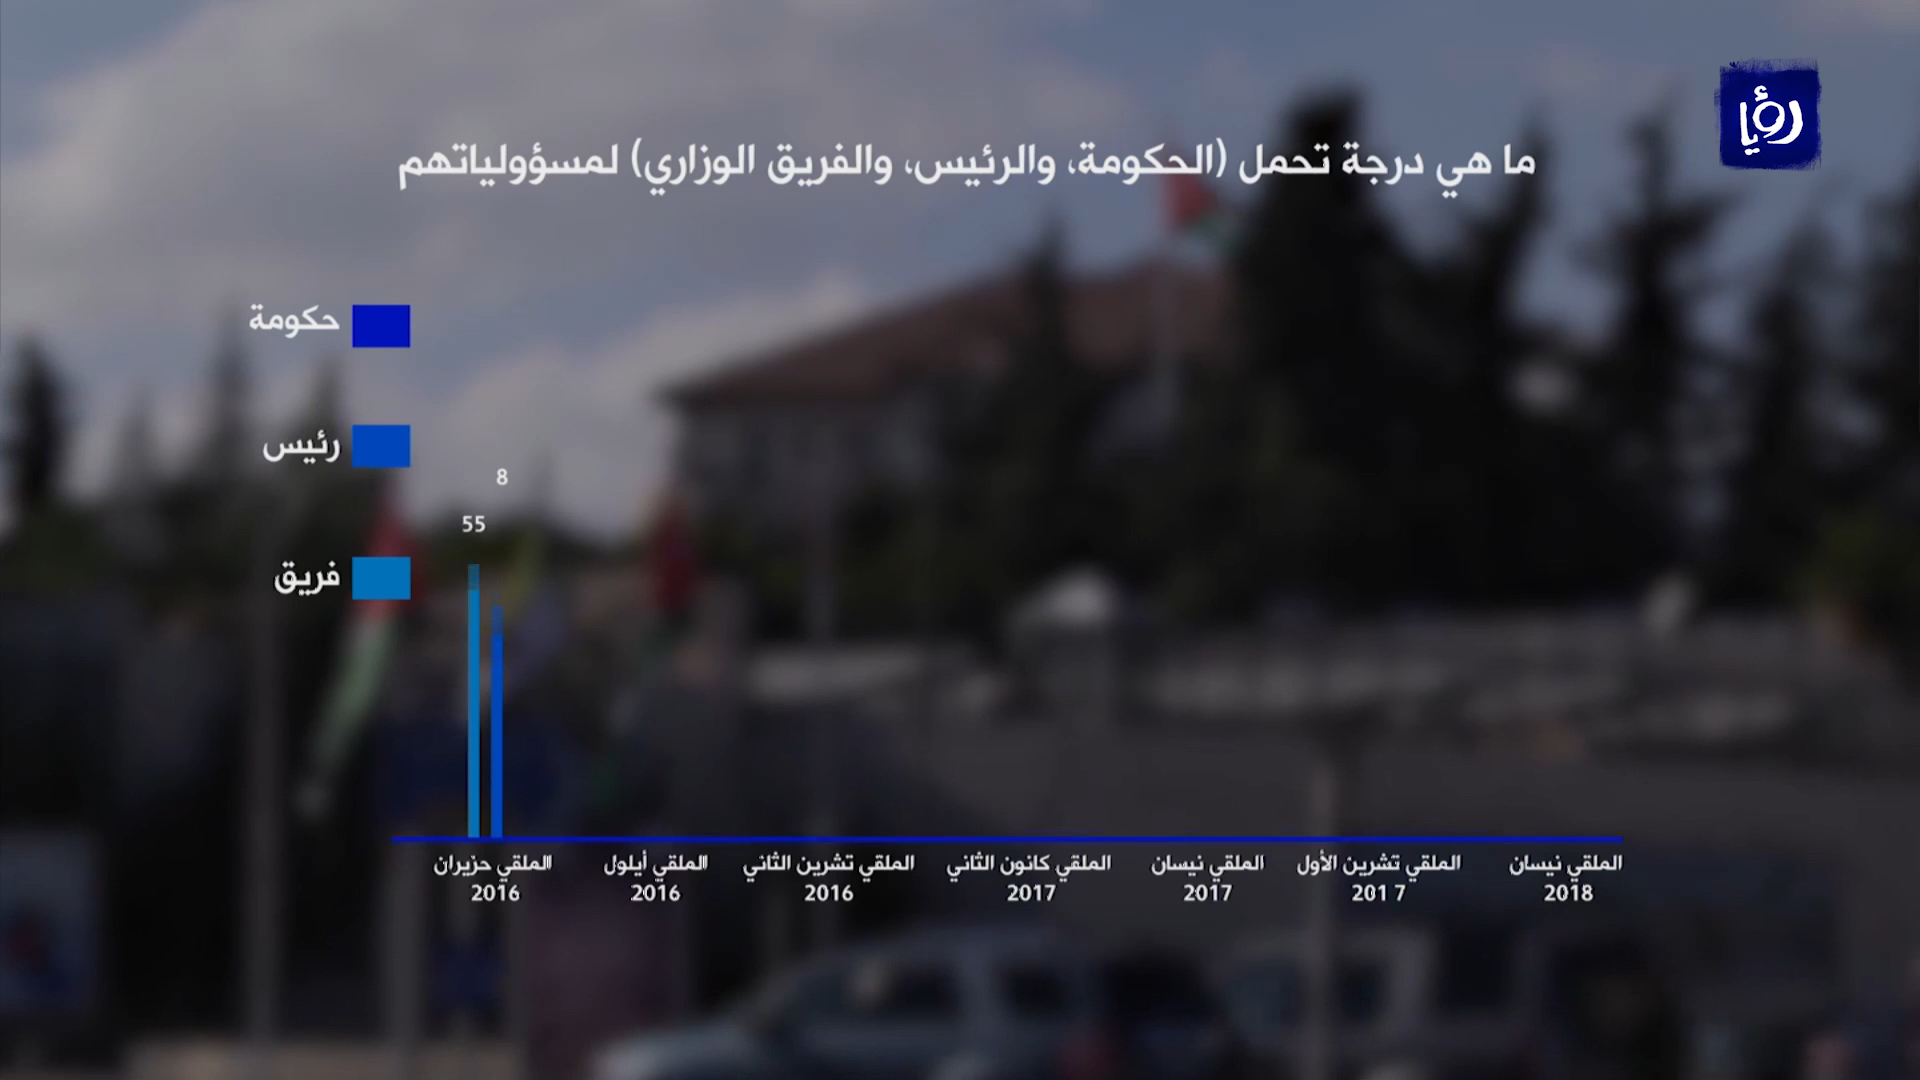 رؤيا
ما هي درجة تحمل (الحكومة، والرئيس، والفريق الوزاري) لمسؤولياتهم
حكومة
رئيس
فريق
8
55
الملقي حزيران
2016
الملقي أيلول
2016
الملقي تشرين الثاني
2016
الملقي كانون الثاني
2017
الملقي نيسان
2017
الملقي تشرين الأول
201 7
الملقي نيسان
2018